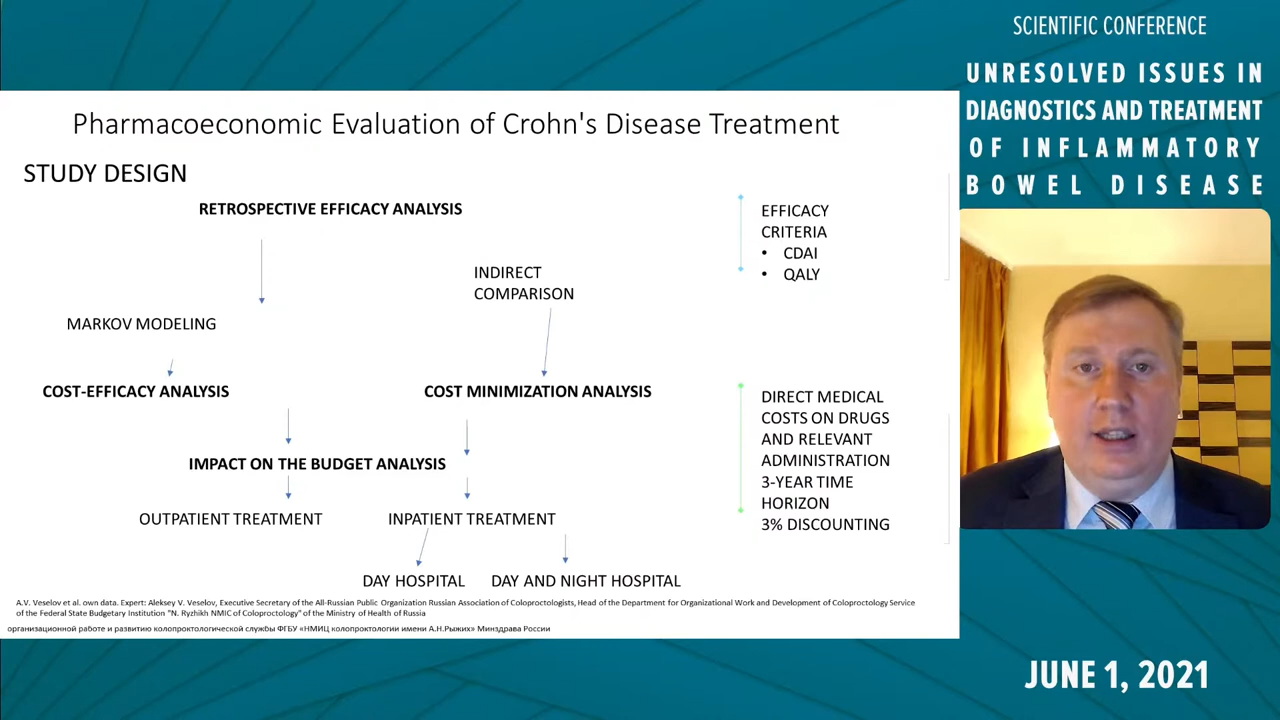 SCIENTIFIC CONFERENCE
UNRESOLVED ISSUES IN
DIAGNOSTICS AND TREATMENT
OF INFLAMMATORY
BOWEL DISEASE
Pharmacoeconomic Evaluation of Crohn's Disease Treatment
STUDY DESIGN
RETROSPECTIVE EFFICACY ANALYSIS
INDIRECT
COMPARISON
MARKOV MODELING
COST-EFFICACY ANALYSIS
COST MINIMIZATION ANALYSIS
IMPACT ON THE BUDGET ANALYSIS
OUTPATIENT TREATMENT
INPATIENT TREATMENT
DAY HOSPITAL
DAY AND NIGHT HOSPITAL
EFFICACY
CRITERIA
• CDAI
• QALY
DIRECT MEDICAL
COSTS ON DRUGS
AND RELEVANT
ADMINISTRATION
3-YEAR TIME
HORIZON
3% DISCOUNTING
A.V. Veselov et al. own data. Expert: Aleksey V. Veselov, Executive Secretary of the All-Russian Public Organization Russian Association of Coloproctologists, Head of the Department for Organizational Work and Development of Coloproctology Service
of the Federal State Budgetary Institution "N. Ryzhikh NMIC of Coloproctology" of the Ministry of Health of Russia
организационной работе и развитию колопроктологической службы ФГБУ «НМИЦ колопроктологии имени А.Н.Рыжих» Минздрава России
JUNE 1, 2021